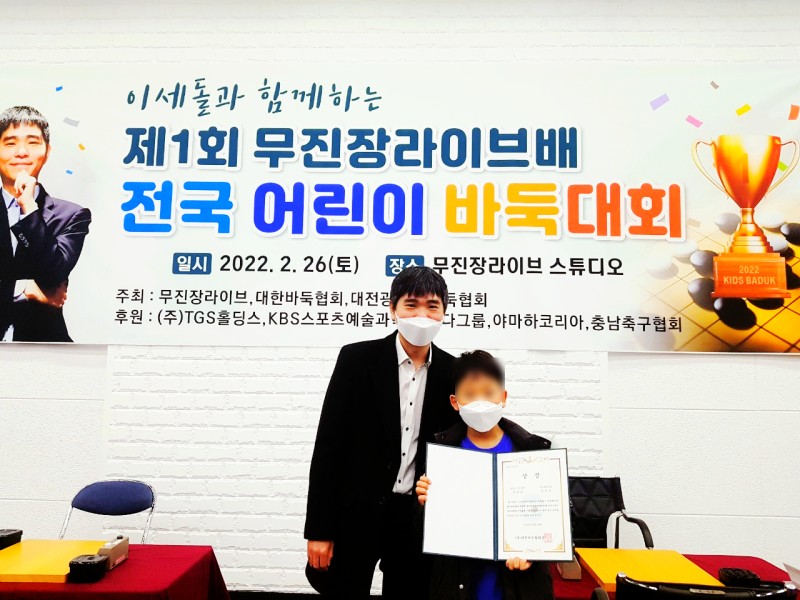 이세돌과 함께하는
제1회 무진장라이브배
전국 어린이 바둑대회
일시 2022. 2. 26(토) 장소 무진장라이브 스튜디오
주최 : 무진장라이브, 대한바둑협회, 대전광 둑협회
후원 : (주)TGS홀딩스, KBS스포츠예술과 다그룹, 야마하코리아, 충남축구협회
2022
KIDS BADUK
상 장